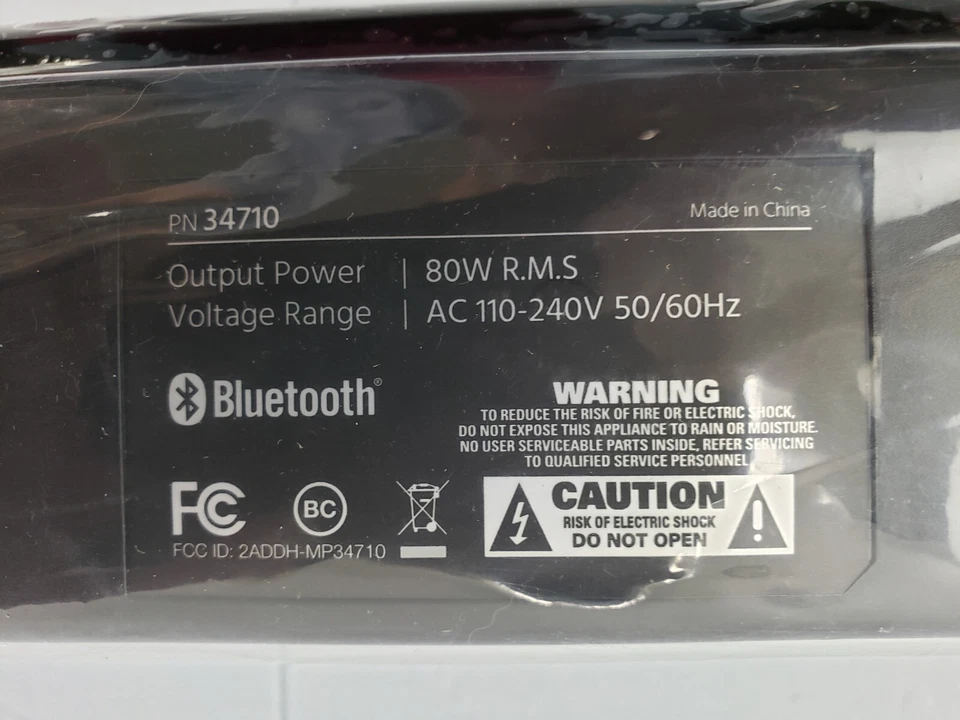 PN 34710
Made in China
Output Power | 80W R.M.S
Voltage Range | AC 110-240V 50/60Hz
Bluetooth®
WARNING
TO REDUCE THE RISK OF FIRE OR ELECTRIC SHOCK,
DO NOT EXPOSE THIS APPLIANCE TO RAIN OR MOISTURE.
NO USER SERVICEABLE PARTS INSIDE, REFER SERVICING
TO QUALIFIED SERVICE PERSONNEL
FC
BC
FCC ID: 2ADDH-MP34710
CAUTION
RISK OF ELECTRIC SHOCK
DO NOT OPEN